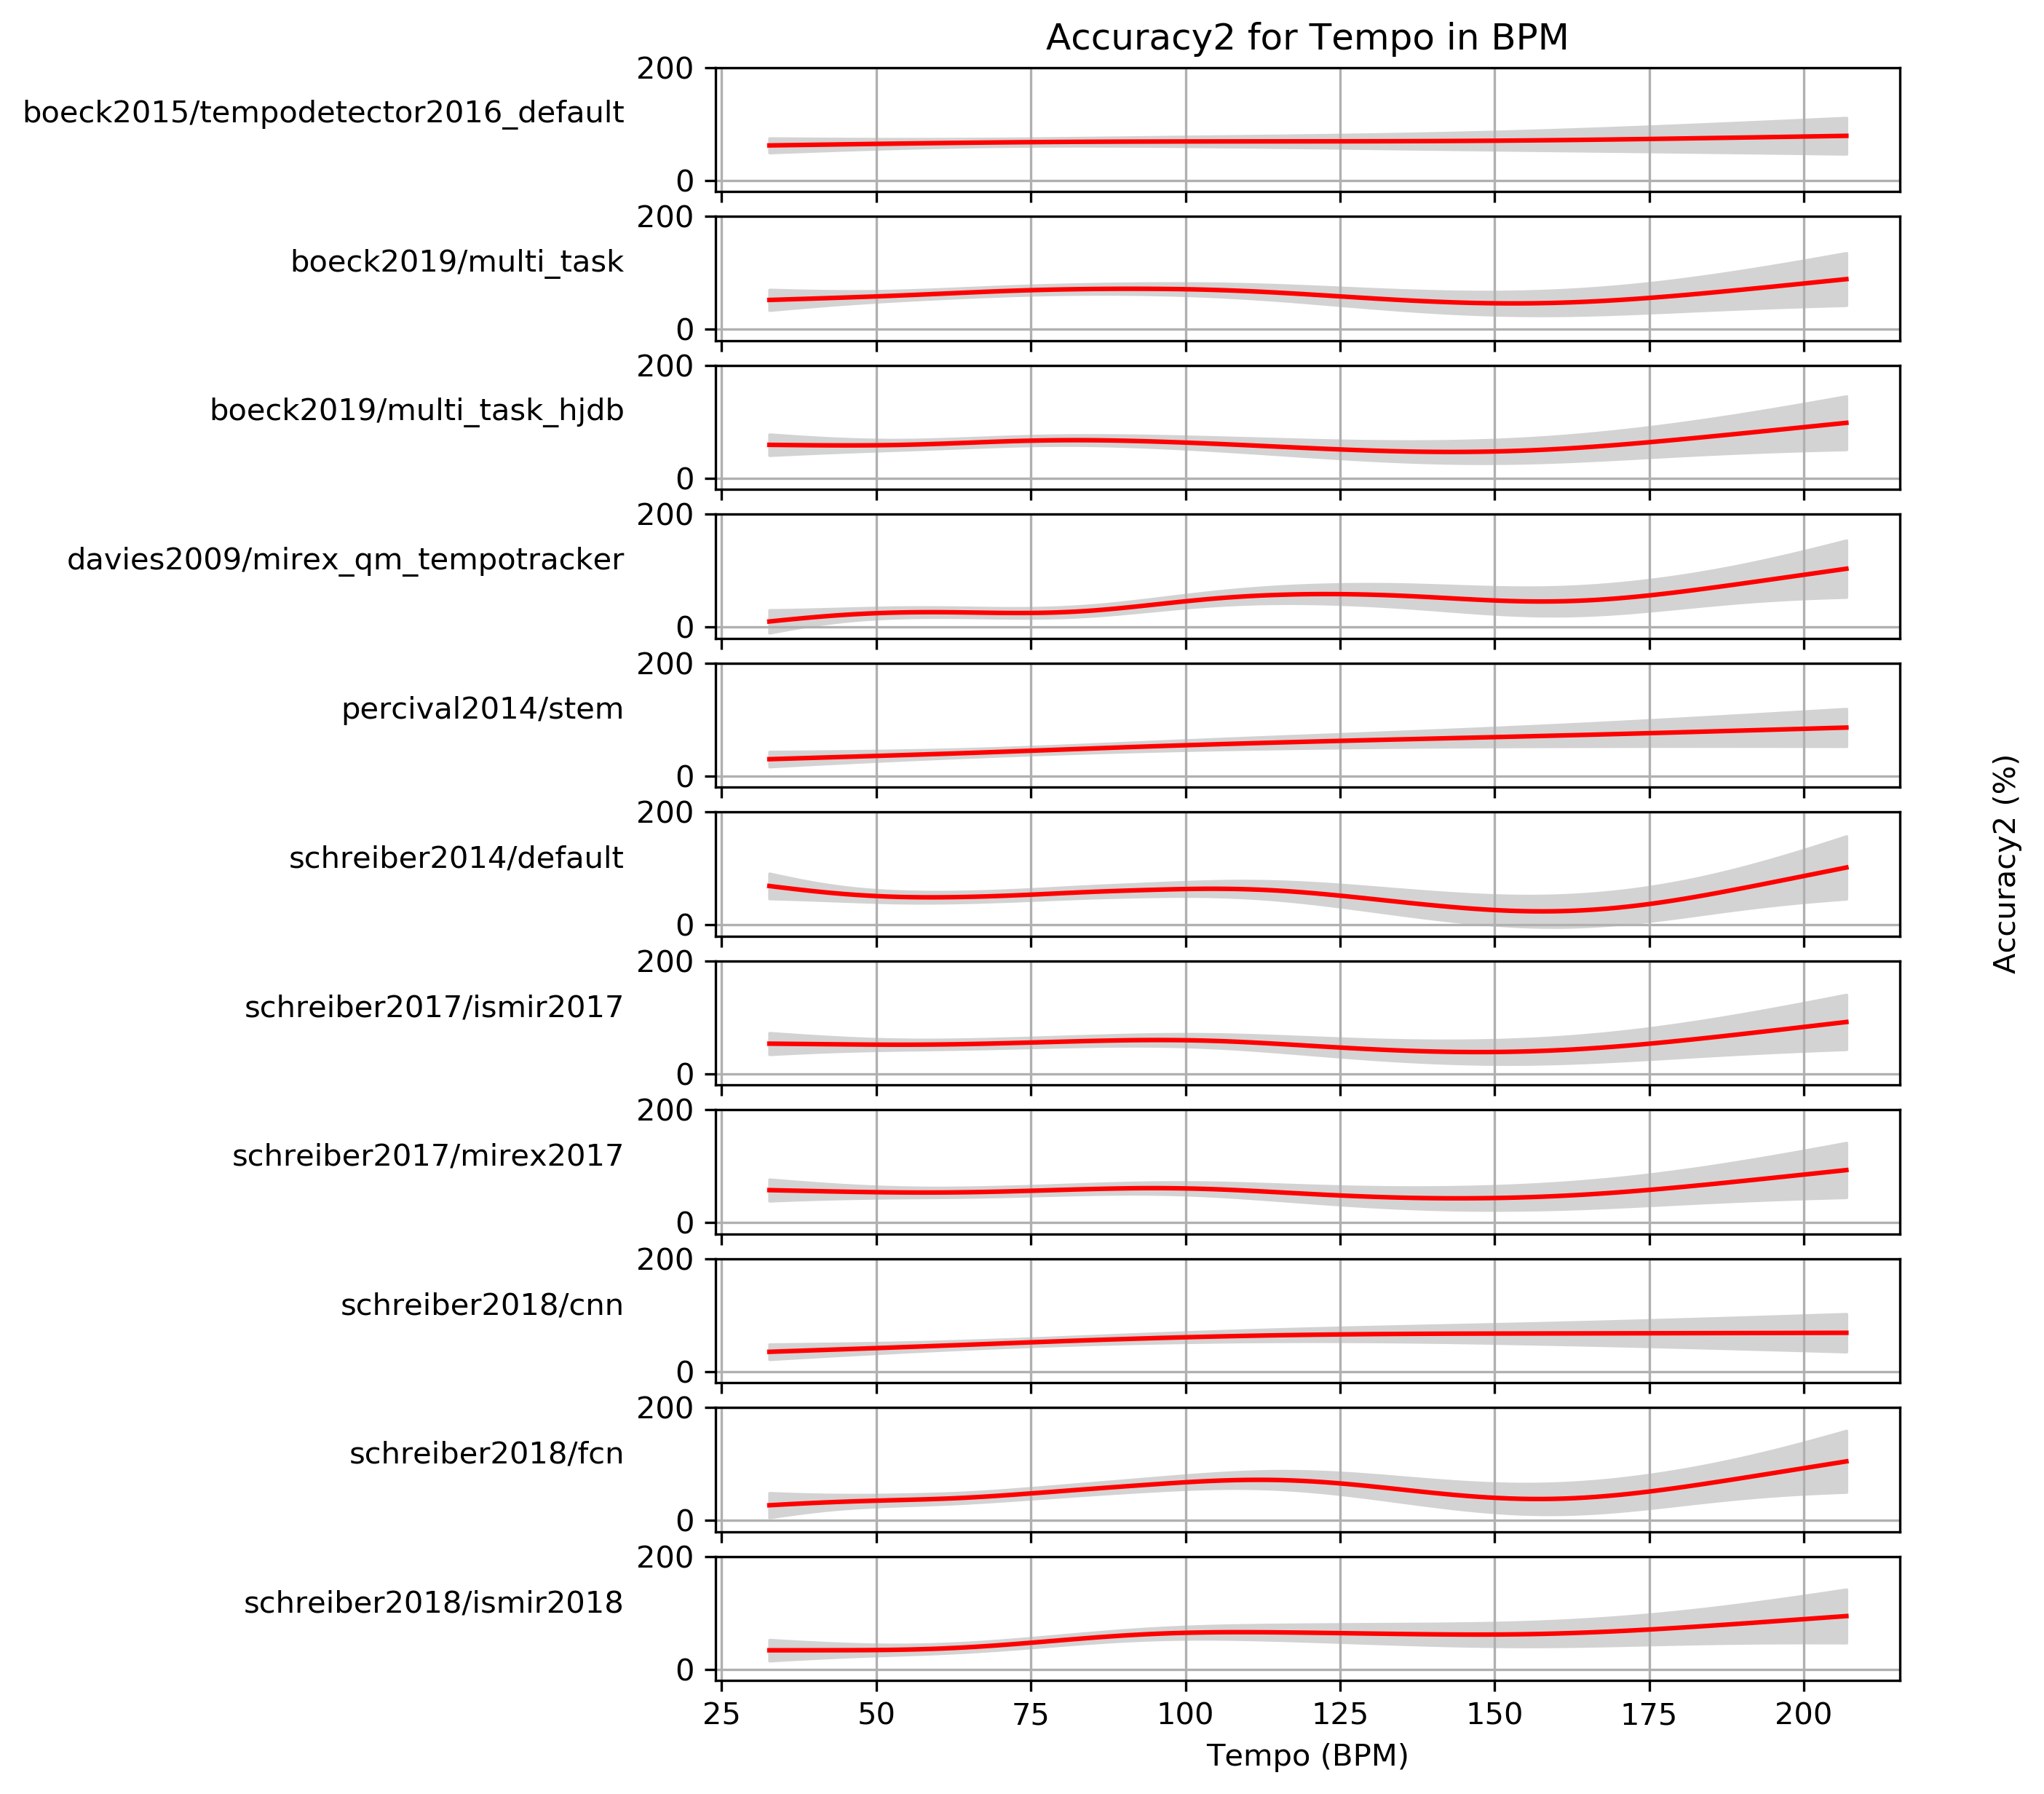 Accuracy2 for Tempo in BPM
200
boeck2015/tempodetector2016_default
0
200
boeck2019/multi_task
0
200
boeck2019/multi_task_hjdb
0
200
davies2009/mirex_qm_tempotracker
0
200
percival2014/stem
0
Accuracy2 (%)
200
schreiber2014/default
0
200
schreiber2017/ismir2017
0
200
schreiber2017/mirex2017
0
200
schreiber2018/cnn
0
200
schreiber2018/fcn
0
200
schreiber2018/ismir2018
0
25 50 75 100 125 150 175 200
Tempo (BPM)